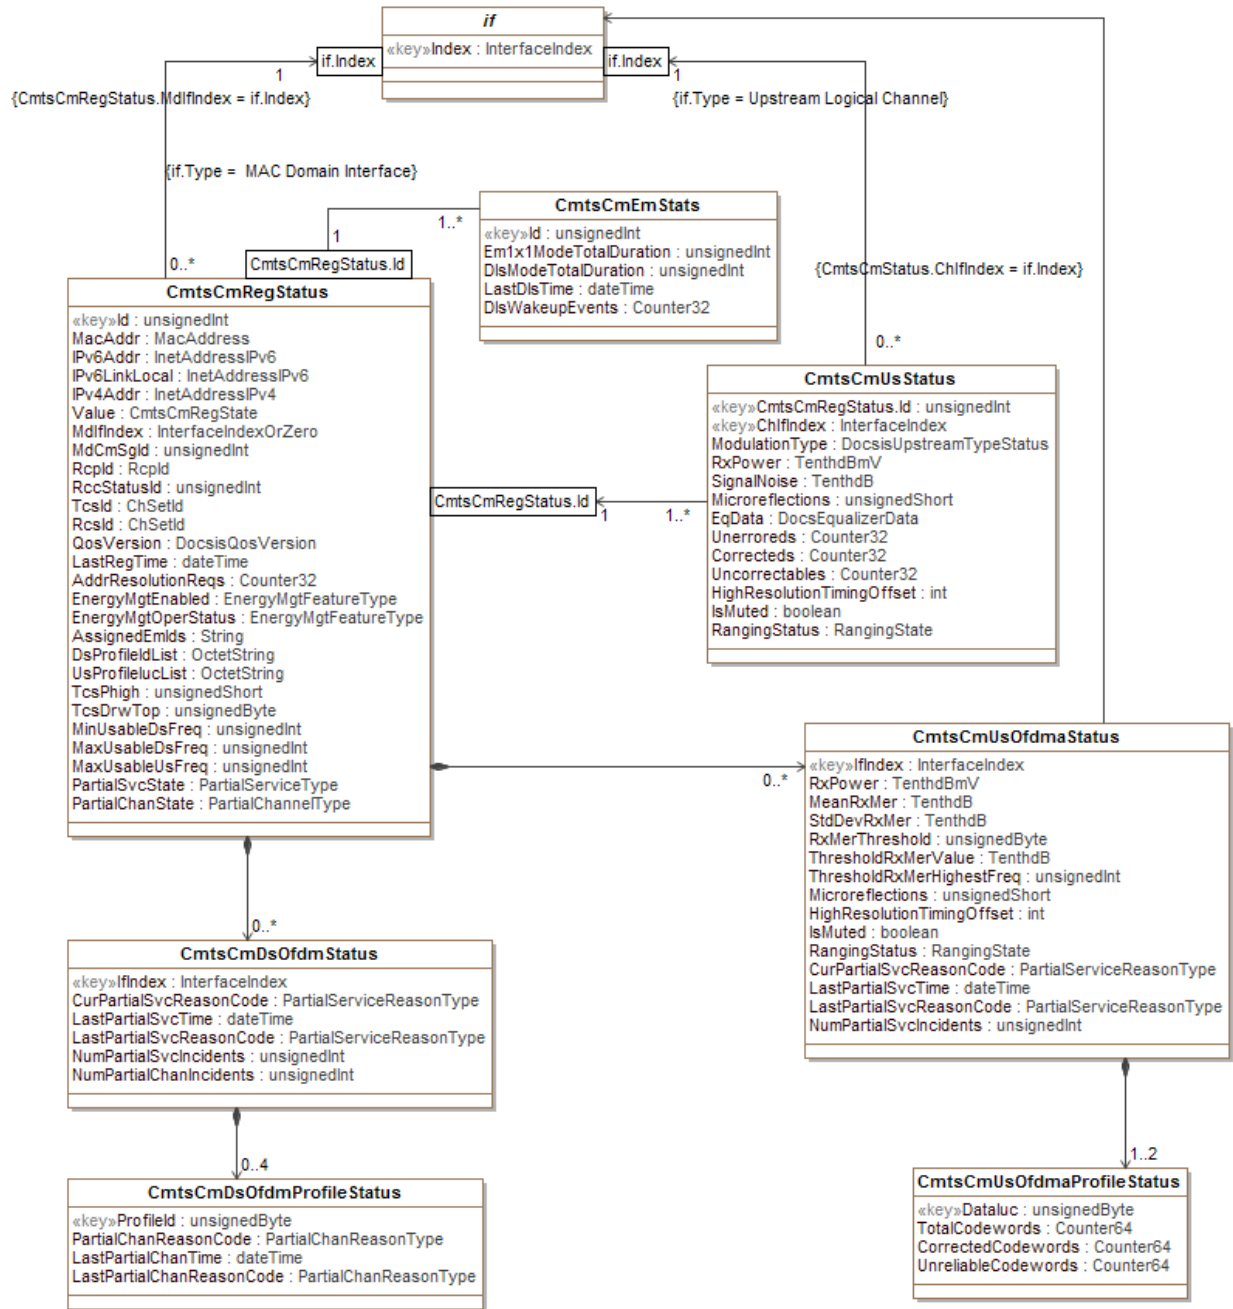 if
«key»Index : InterfaceIndex
if.Index
if.Index
1
1
{CmtsCmRegStatus.MdIfIndex = if.Index}
{if.Type = Upstream Logical Channel}
{if.Type =  MAC Domain Interface}
CmtsCmEmStats
«key»Id : unsignedInt
Em1x1ModeTotalDuration : unsignedInt
DlsModeTotalDuration : unsignedInt
LastDlsTime : dateTime
DlsWakeupEvents : Counter32
1..*
1
0..*
CmtsCmRegStatus.Id
{CmtsCmStatus.ChIfIndex = if.Index}
0..*
CmtsCmRegStatus
«key»Id : unsignedInt
MacAddr : MacAddress
IPv6Addr : InetAddressIPv6
IPv6LinkLocal : InetAddressIPv6
IPv4Addr : InetAddressIPv4
Value : CmtsCmRegState
MdIfIndex : InterfaceIndexOrZero
MdCmSgId : unsignedInt
RcpId : RcpId
RccStatusId : unsignedInt
TcsId : ChSetId
RcsId : ChSetId
QosVersion : DocsisQosVersion
LastRegTime : dateTime
AddrResolutionReqs : Counter32
EnergyMgtEnabled : EnergyMgtFeatureType
EnergyMgtOperStatus : EnergyMgtFeatureType
AssignedEmIds : String
DsProfileIdList : OctetString
UsProfileIucList : OctetString
TcsPhigh : unsignedShort
TcsDrwTop : unsignedByte
MinUsableDsFreq : unsignedInt
MaxUsableDsFreq : unsignedInt
MaxUsableUsFreq : unsignedInt
PartialSvcState : PartialServiceType
PartialChanState : PartialChannelType
CmtsCmUsStatus
«key»CmtsCmRegStatus.Id : unsignedInt
«key»ChIfIndex : InterfaceIndex
ModulationType : DocsisUpstreamTypeStatus
RxPower : TenthdBmV
SignalNoise : TenthdB
Microreflections : unsignedShort
EqData : DocsEqualizerData
Unerroreds : Counter32
Correcteds : Counter32
Uncorrectables : Counter32
HighResolutionTimingOffset : int
IsMuted : boolean
RangingStatus : RangingState
CmtsCmRegStatus.Id
1
1..*
0..*
CmtsCmUsOfdmaStatus
«key»IfIndex : InterfaceIndex
RxPower : TenthdBmV
MeanRxMer : TenthdB
StdDevRxMer : TenthdB
RxMerThreshold : unsignedByte
ThresholdRxMerValue : TenthdB
ThresholdRxMerHighestFreq : unsignedInt
Microreflections : unsignedShort
HighResolutionTimingOffset : int
IsMuted : boolean
RangingStatus : RangingState
CurPartialSvcReasonCode : PartialServiceReasonType
LastPartialSvcTime : dateTime
LastPartialSvcReasonCode : PartialServiceReasonType
NumPartialSvcIncidents : unsignedInt
0..*
CmtsCmDsOfdmStatus
«key»IfIndex : InterfaceIndex
CurPartialSvcReasonCode : PartialServiceReasonType
LastPartialSvcTime : dateTime
LastPartialSvcReasonCode : PartialServiceReasonType
NumPartialSvcIncidents : unsignedInt
NumPartialChanIncidents : unsignedInt
0..4
CmtsCmDsOfdmProfileStatus
«key»ProfileId : unsignedByte
PartialChanReasonCode : PartialChanReasonType
LastPartialChanTime : dateTime
LastPartialChanReasonCode : PartialChanReasonType
1..2
CmtsCmUsOfdmaProfileStatus
«key»DataIuc : unsignedByte
TotalCodewords : Counter64
CorrectedCodewords : Counter64
UnreliableCodewords : Counter64